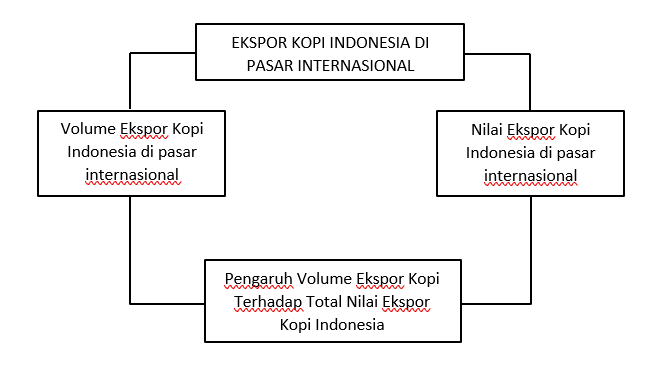 EKSPOR KOPI INDONESIA DI
PASAR INTERNASIONAL
Volume Ekspor Kopi
Indonesia di pasar
internasional
Nilai Ekspor Kopi
Indonesia di pasar
internasional
Pengaruh Volume Ekspor Kopi
Terhadap Total Nilai Ekspor
Kopi Indonesia